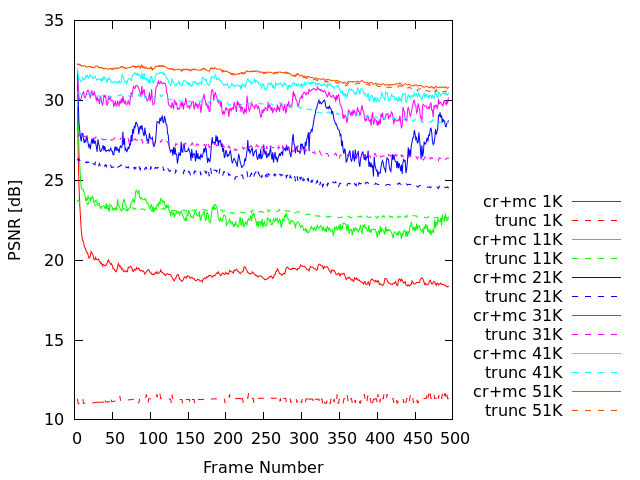 35
30
25
20
15
10
PSNR [dB]
0 50 100 150 200 250 300 350 400 450 500
Frame Number
cr+mc 1K
trunc 1K
cr+mc 11K
trunc 11K
cr+mc 21K
trunc 21K
cr+mc 31K
trunc 31K
cr+mc 41K
trunc 41K
cr+mc 51K
trunc 51K